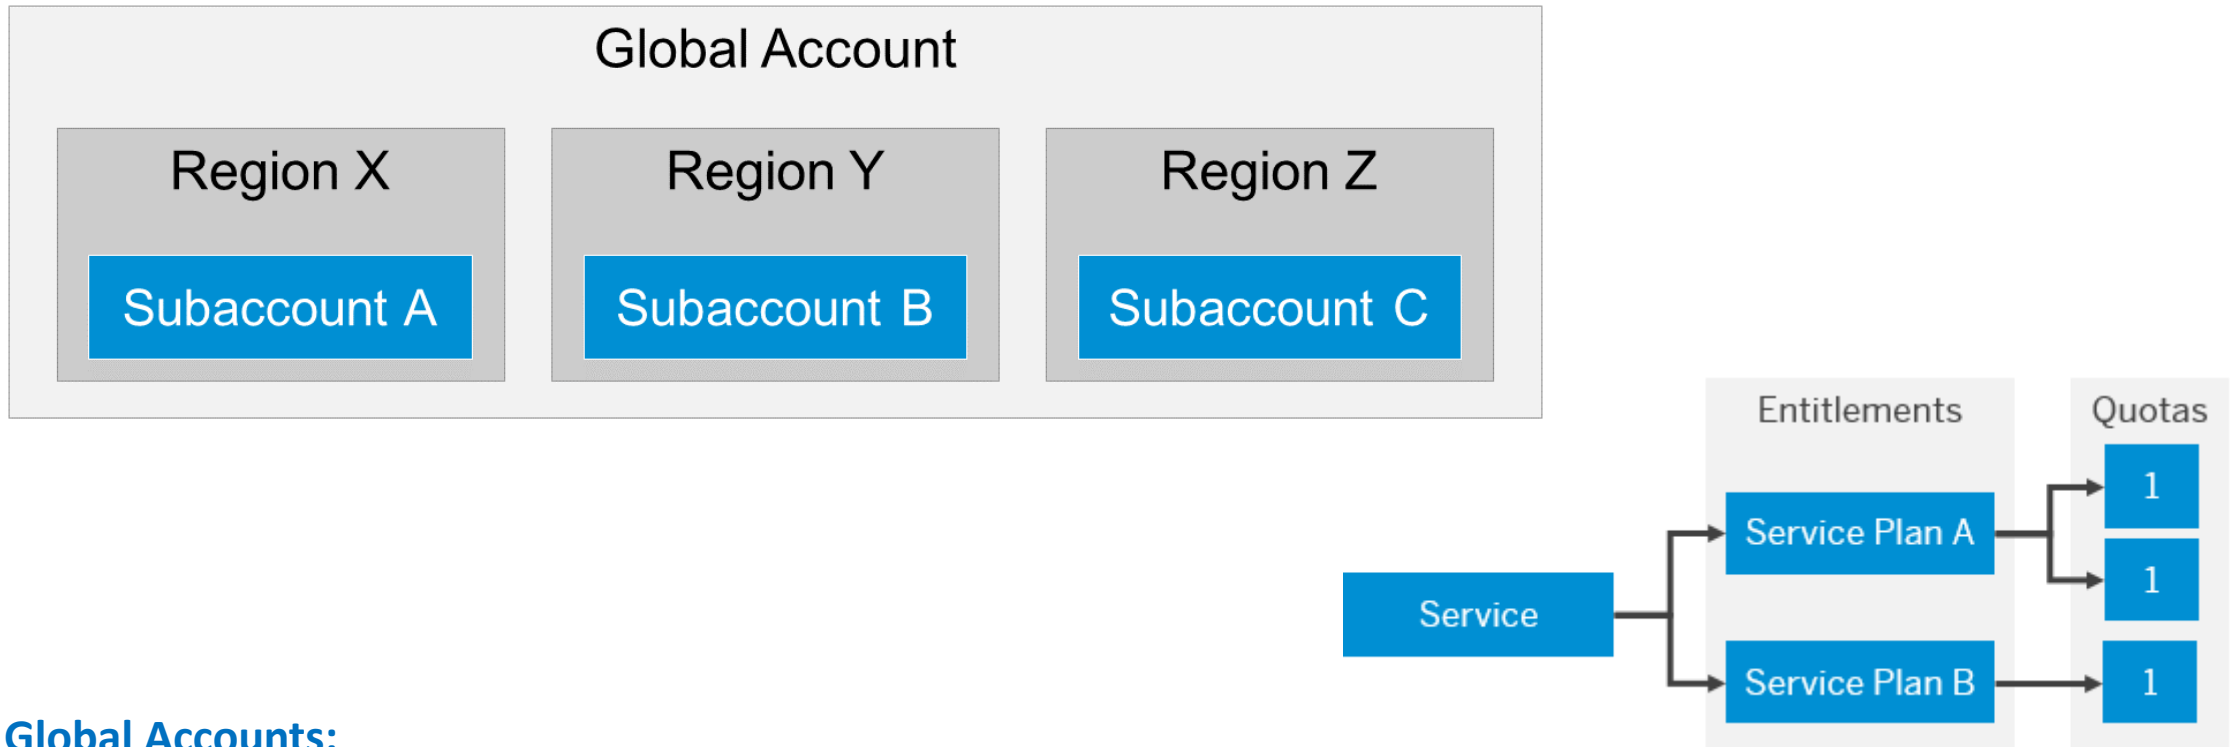 Global Account
Region X
Region Y
Region Z
Subaccount A
Subaccount B
Subaccount C
Entitlements
Quotas
1
Service Plan A
1
Service
Service Plan B
1
Global Accounts: